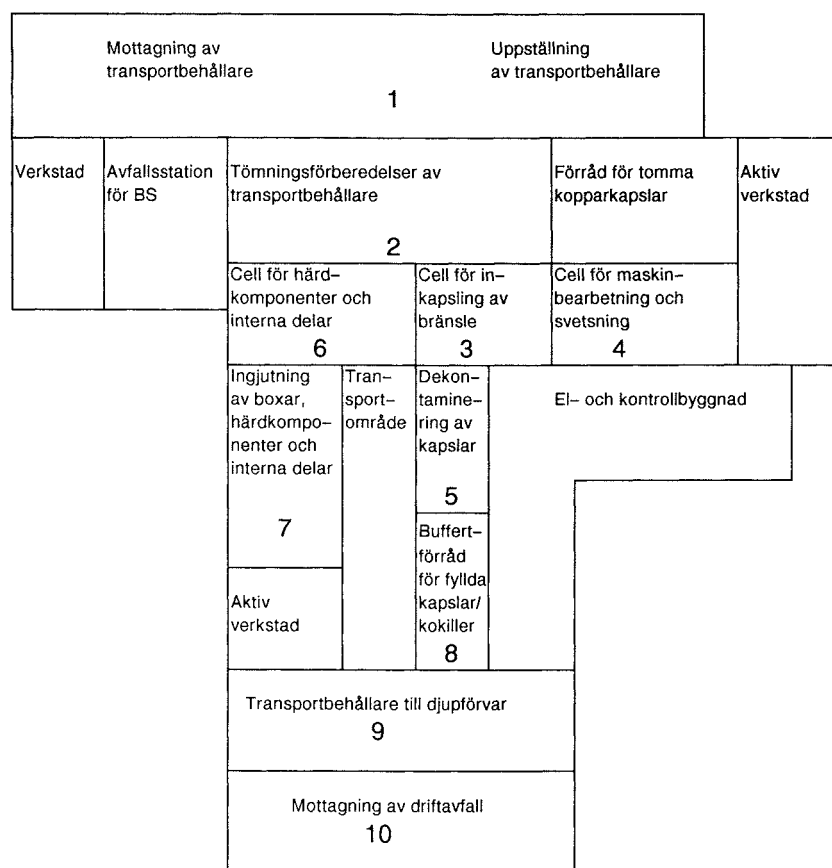 Mottagning av
transportbehållare
Uppställning
av transportbehållare
1
Verkstad
Avfallsstation
för BS
Tömningsförberedelser av
transportbehållare
2
Förråd för tomma
kopparkapslar
Aktiv
verkstad
Cell för härd–
komponenter och
interna delar
6
Cell för in–
kapsling av
bränsle
3
Cell för maskin–
bearbetning och
svetsning
4
Ingjutning
av boxar,
härdkompo–
nenter och
interna delar
7
Tran–
sport–
område
Dekon–
tamine–
ring av
kapslar
5
El– och kontrollbyggnad
Buffert–
förråd
för fyllda
kapslar/
kokiller
8
Aktiv
verkstad
Transportbehållare till djupförvar
9
Mottagning av driftavfall
10